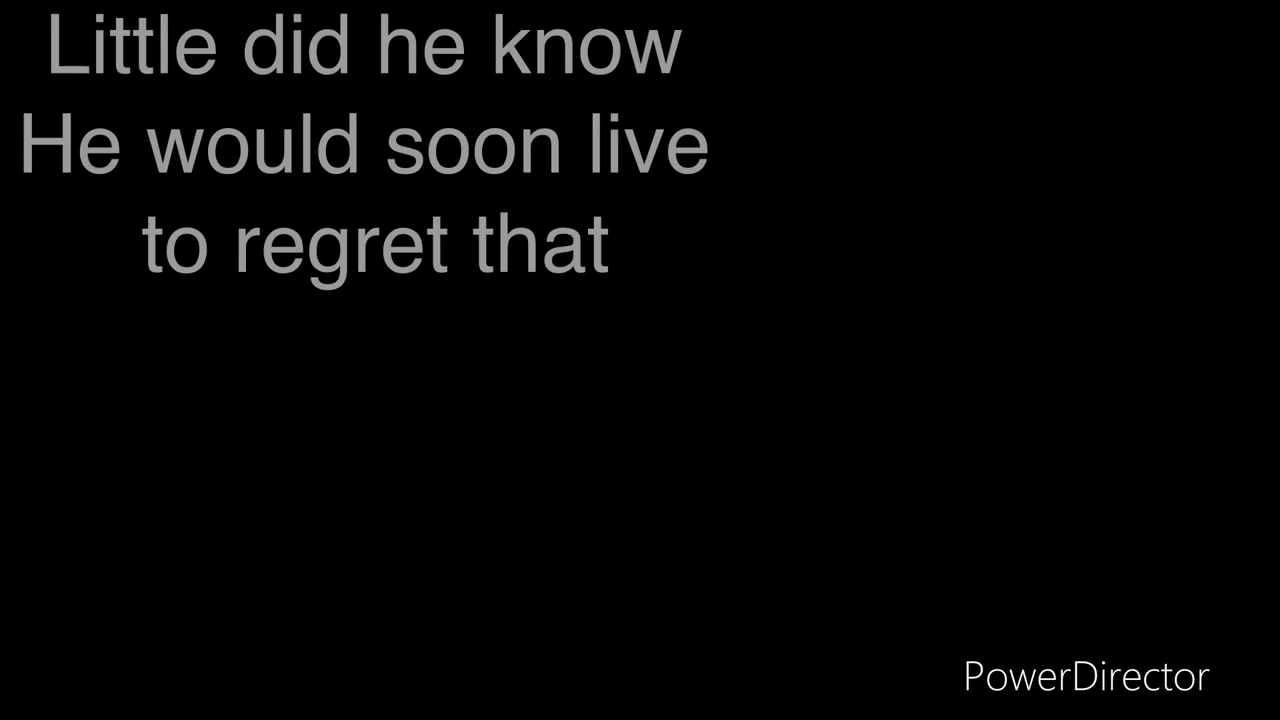 Little did he know
He would soon live
to regret that
PowerDirector